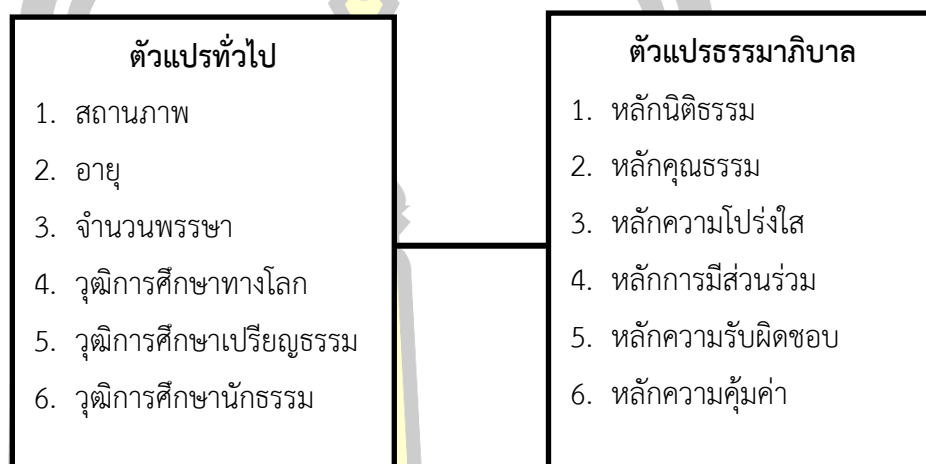 ตัวแปรทั่วไป
1. สถานภาพ
2. อายุ
3. จำนวนพรรษา
4. วุฒิการศึกษาทางโลก
5. วุฒิการศึกษาเปรียญธรรม
6. วุฒิการศึกษานักธรรม
ตัวแปรธรรมาภิบาล
1. หลักนิติธรรม
2. หลักคุณธรรม
3. หลักความโปร่งใส
4. หลักการมีส่วนร่วม
5. หลักความรับผิดชอบ
6. หลักความคุ้มค่า